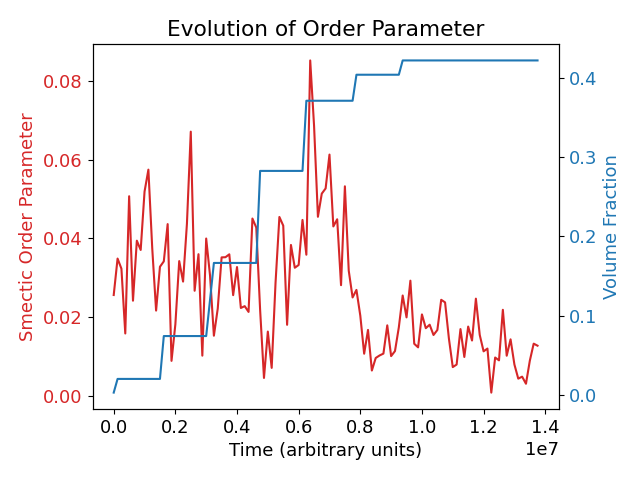 Evolution of Order Parameter
Smectic Order Parameter
0.08
0.06
0.04
0.02
0.00
Volume Fraction
0.4
0.3
0.2
0.1
0.0
0.0 0.2 0.4 0.6 0.8 1.0 1.2 1.4
1e7
Time (arbitrary units)